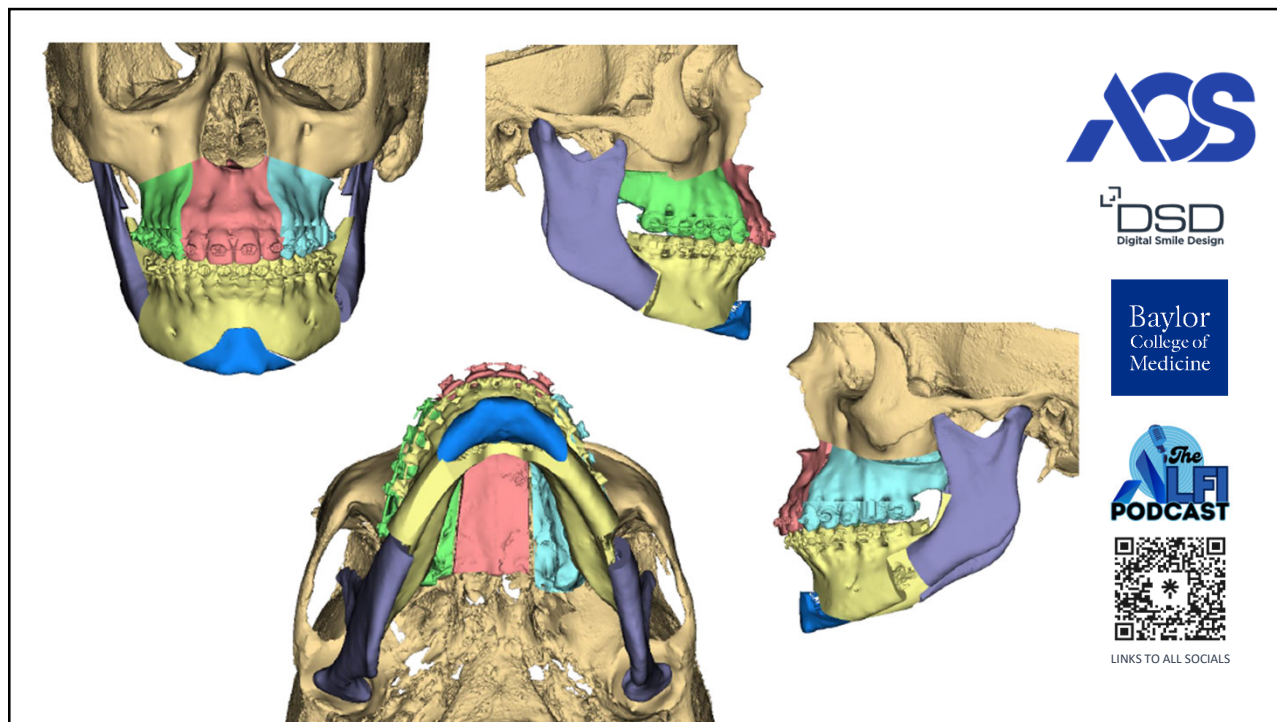 AOS
DSD
Digital Smile Design
Baylor
College of
Medicine
The
ALFI
PODCAST
LINKS TO ALL SOCIALS